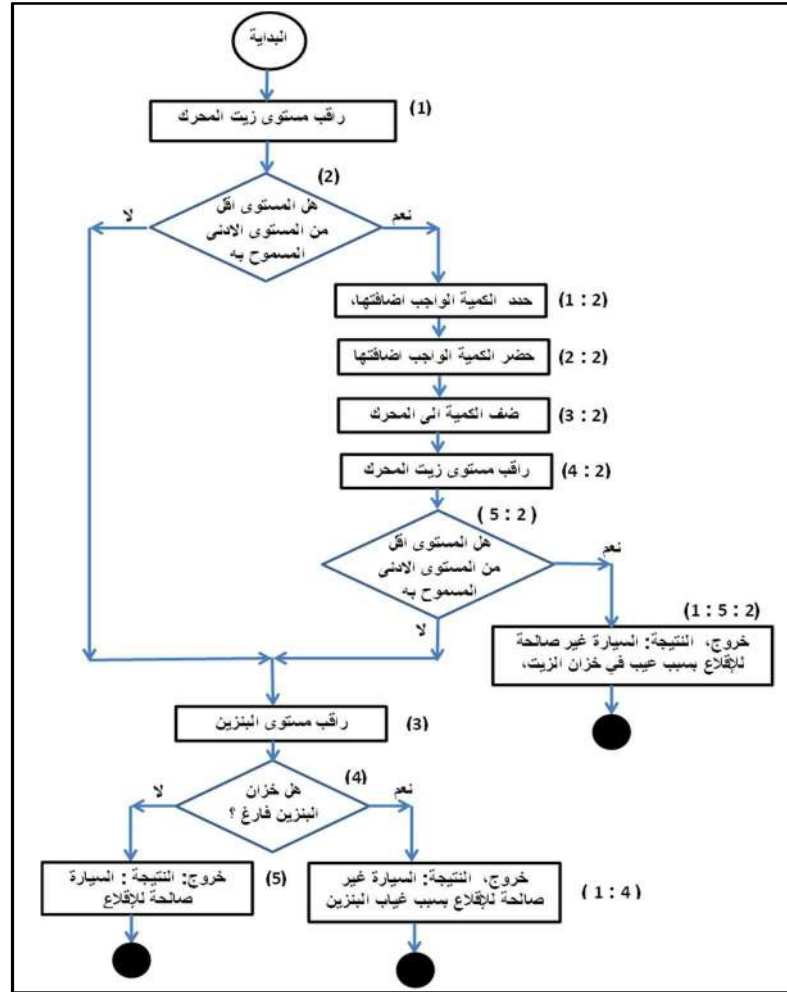 البداية
راقب مستوى زيت المحرك
(1)
(2)
هل المستوى اقل
من المستوى الادنى
المسموح به
لا
نعم
حدد الكمية الواجب اضافتها،
(1 : 2)
حضر الكمية الواجب اضافتها
(2 : 2)
ضف الكمية الى المحرك
(3 : 2)
راقب مستوى زيت المحرك
(4 : 2)
(5 : 2)
هل المستوى اقل
من المستوى الادنى
المسموح به
نعم
لا
(1 : 5 : 2)
خروج، النتيجة: السيارة غير صالحة
للإقلاع بسبب عيب في خزان الزيت،
راقب مستوى البنزين
(3)
(4)
هل خزان
البنزين فارغ ؟
لا
نعم
خروج: النتيجة : السيارة
صالحة للإقلاع
(5)
خروج، النتيجة: السيارة غير
صالحة للإقلاع بسبب غياب البنزين
(1 : 4)